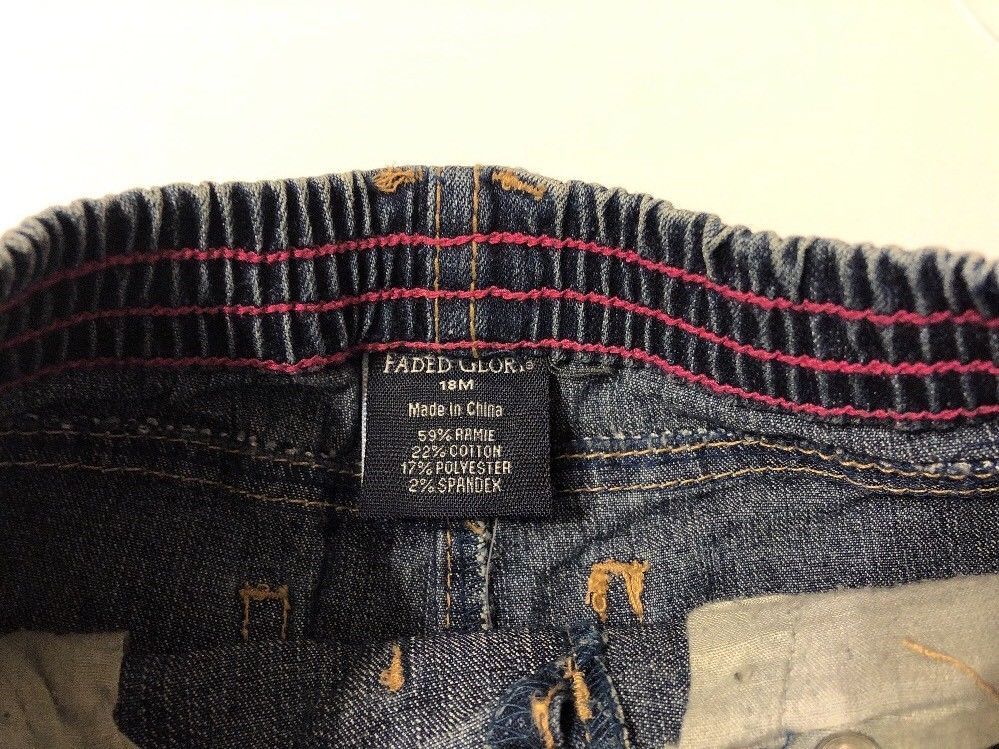 FADED GLORY®
18M
Made in China
59% RAMIE
22% COTTON
17% POLYESTER
2% SPANDEX